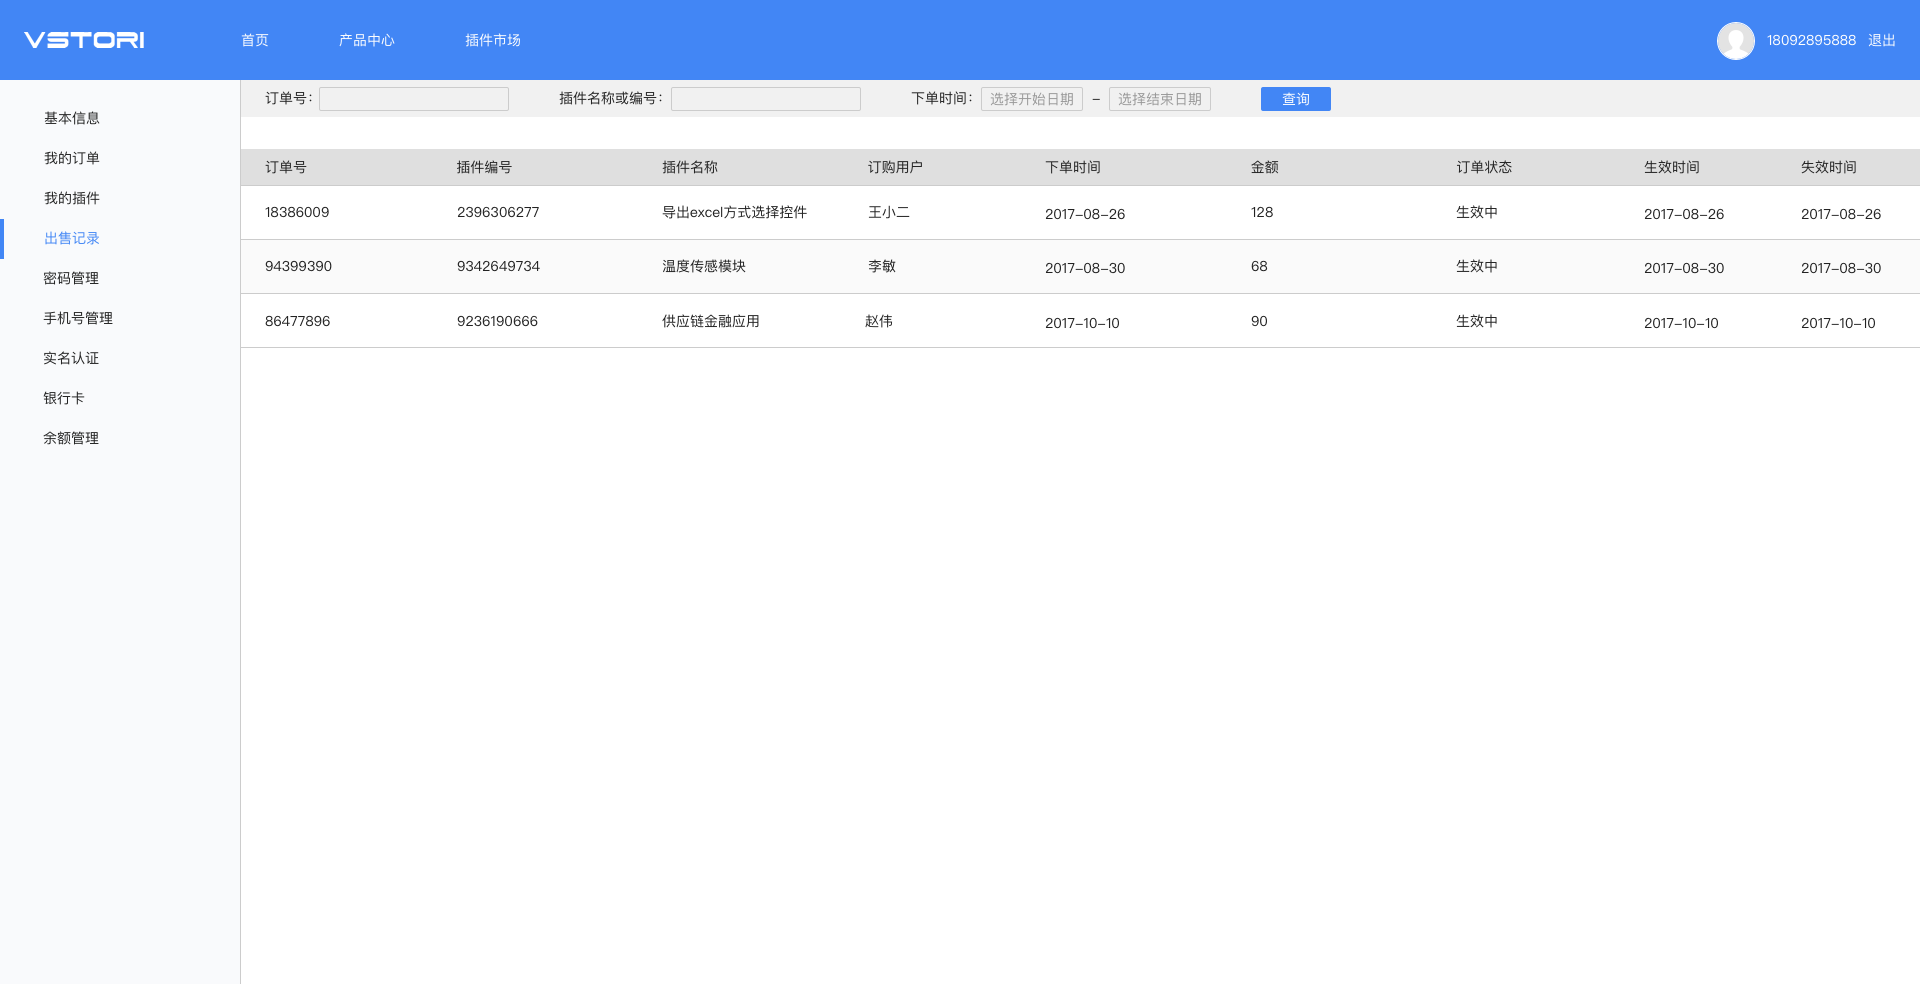 VSTORI 首页 产品中心 插件市场 18092895888 退出
基本信息
我的订单
我的插件
出售记录
密码管理
手机号管理
实名认证
银行卡
余额管理
订单号： 插件名称或编号： 下单时间： 选择开始日期 – 选择结束日期 查询
订单号 插件编号 插件名称 订购用户 下单时间 金额 订单状态 生效时间 失效时间
18386009 2396306277 导出excel方式选择控件 王小二 2017-08-26 128 生效中 2017-08-26 2017-08-26
94399390 9342649734 温度传感模块 李敏 2017-08-30 68 生效中 2017-08-30 2017-08-30
86477896 9236190666 供应链金融应用 赵伟 2017-10-10 90 生效中 2017-10-10 2017-10-10